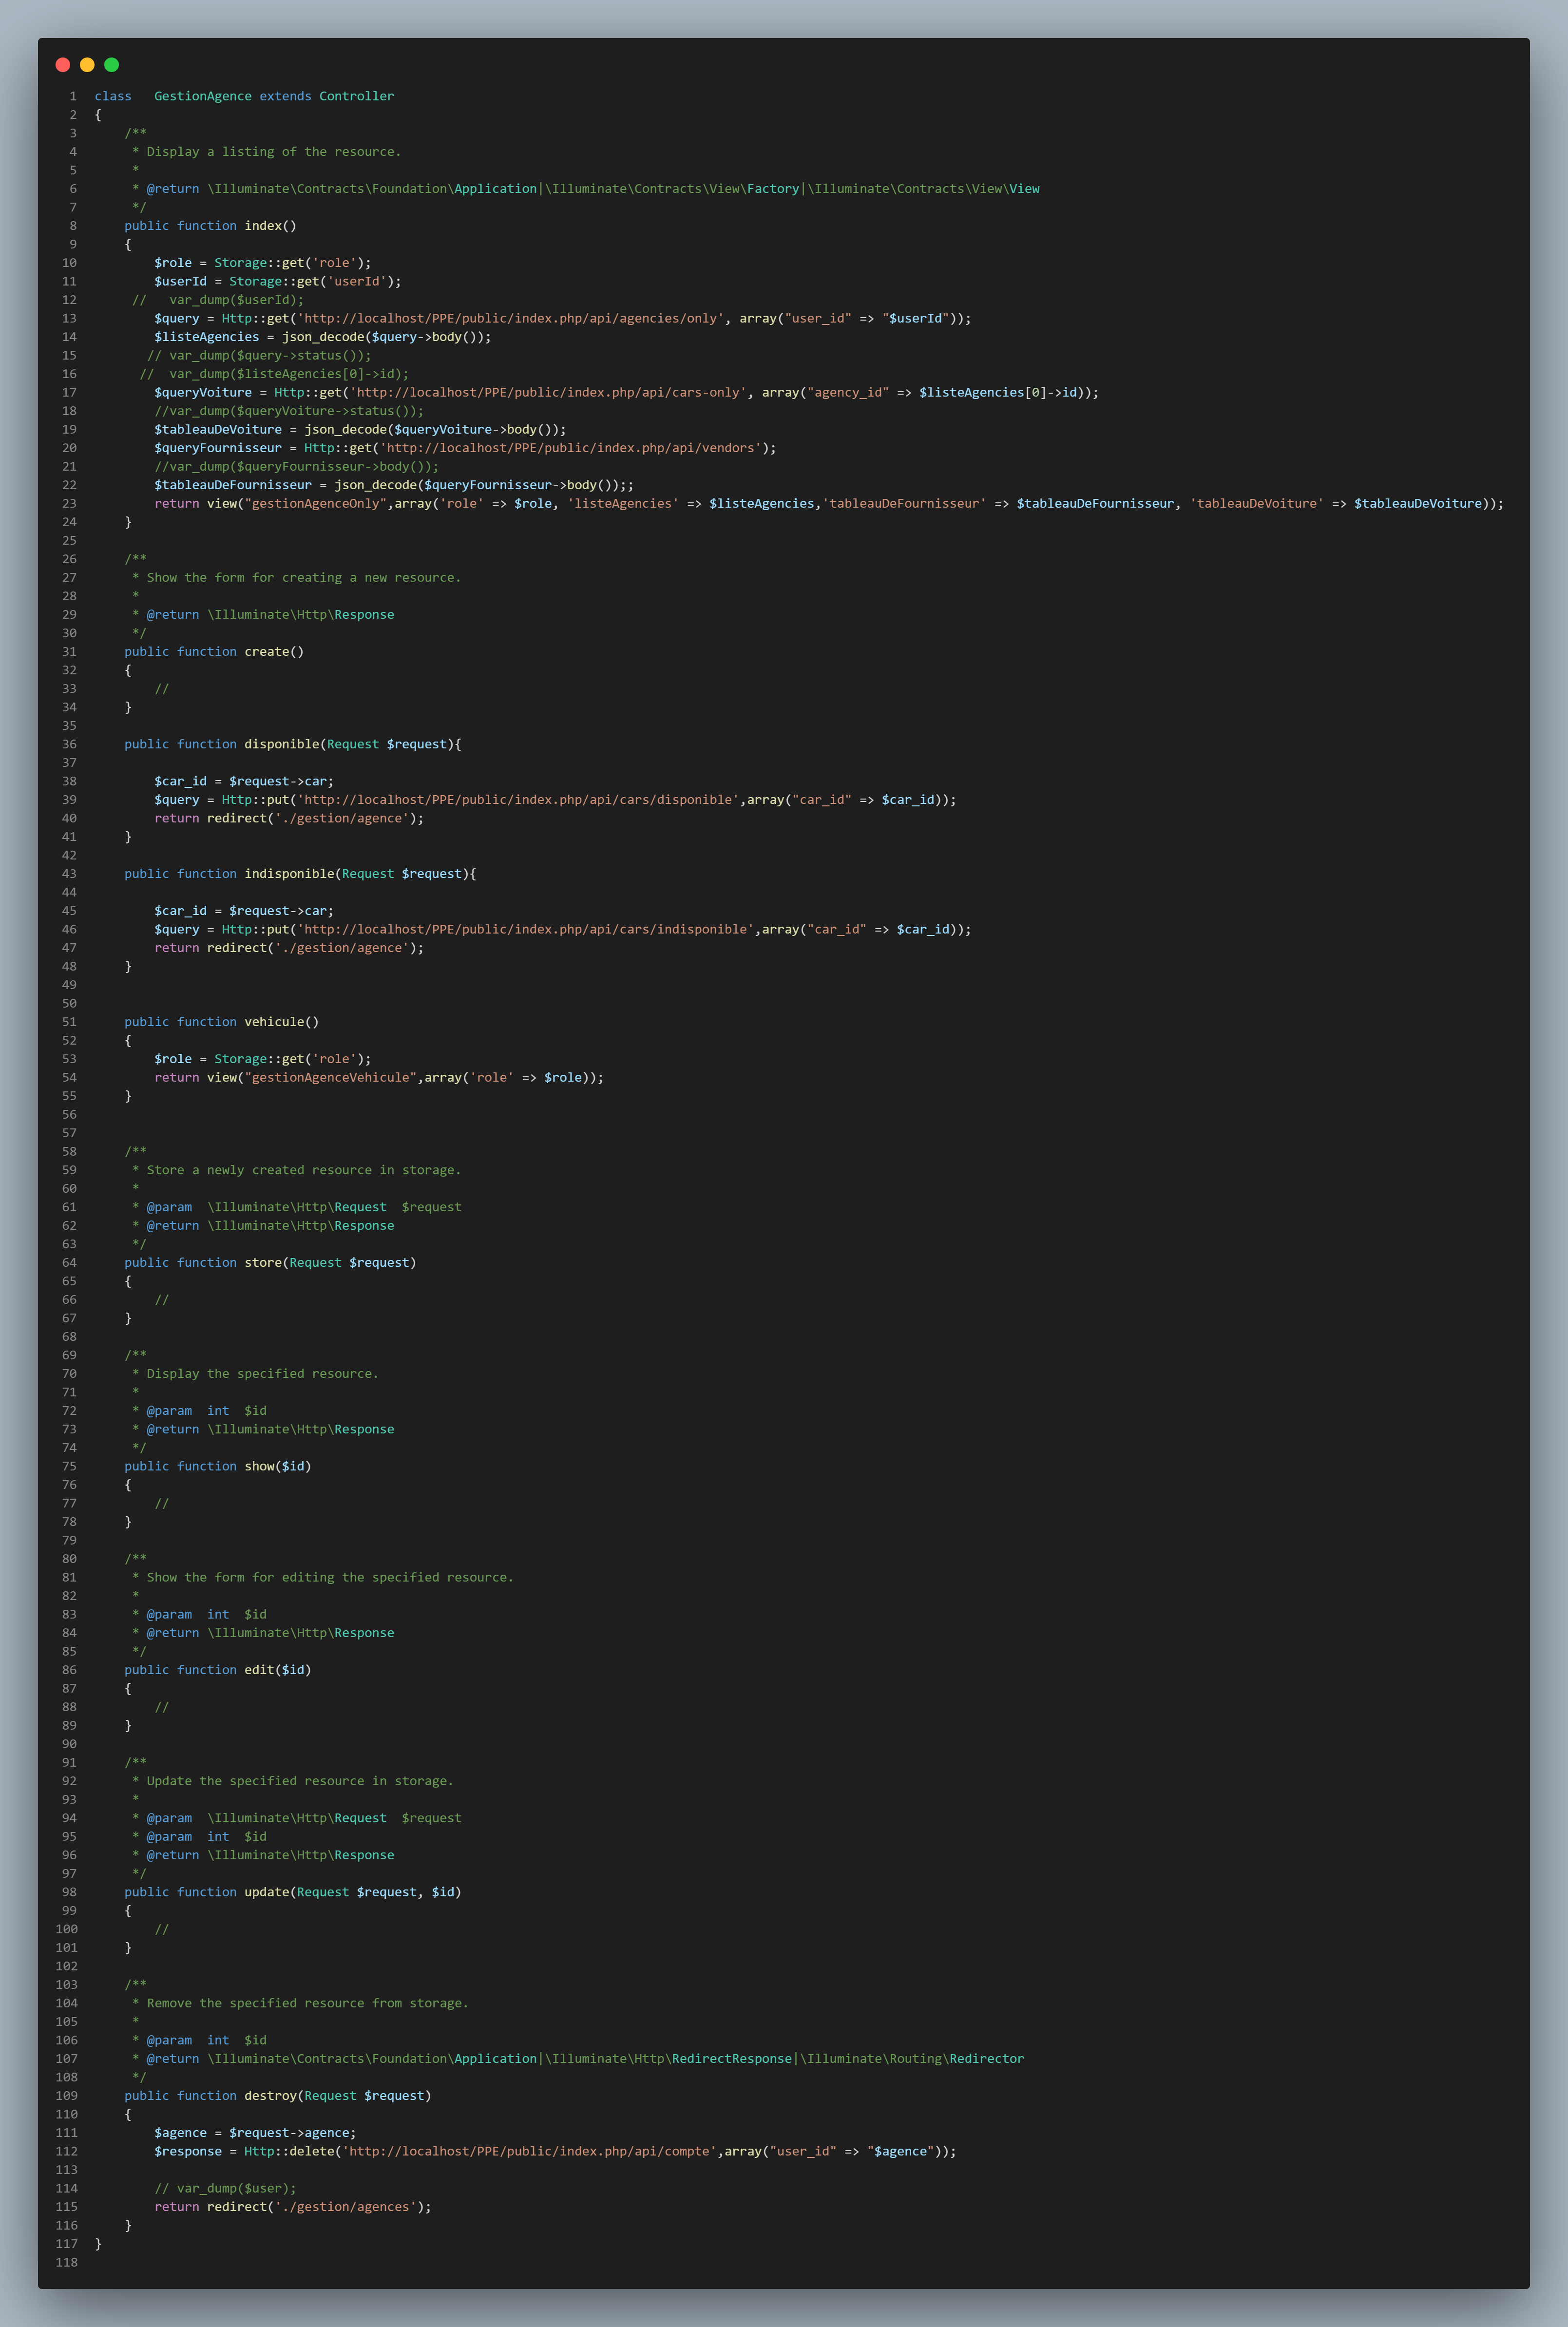 1 class   GestionAgence extends Controller
2 {
3     /**
4      * Display a listing of the resource.
5      *
6      * @return \Illuminate\Contracts\Foundation\Application|\Illuminate\Contracts\View\Factory|\Illuminate\Contracts\View\View
7      */
8     public function index()
9     {
10         $role = Storage::get('role');
11         $userId = Storage::get('userId');
12      //   var_dump($userId);
13         $query = Http::get('http://localhost/PPE/public/index.php/api/agencies/only', array("user_id" => "$userId"));
14         $listeAgencies = json_decode($query->body());
15        // var_dump($query->status());
16       //  var_dump($listeAgencies[0]->id);
17         $queryVoiture = Http::get('http://localhost/PPE/public/index.php/api/cars-only', array("agency_id" => $listeAgencies[0]->id));
18         //var_dump($queryVoiture->status());
19         $tableauDeVoiture = json_decode($queryVoiture->body());
20         $queryFournisseur = Http::get('http://localhost/PPE/public/index.php/api/vendors');
21         //var_dump($queryFournisseur->body());
22         $tableauDeFournisseur = json_decode($queryFournisseur->body());;
23         return view("gestionAgenceOnly",array('role' => $role, 'listeAgencies' => $listeAgencies,'tableauDeFournisseur' => $tableauDeFournisseur, 'tableauDeVoiture' => $tableauDeVoiture));
24     }
25
26     /**
27      * Show the form for creating a new resource.
28      *
29      * @return \Illuminate\Http\Response
30      */
31     public function create()
32     {
33         //
34     }
35
36     public function disponible(Request $request){
37
38         $car_id = $request->car;
39         $query = Http::put('http://localhost/PPE/public/index.php/api/cars/disponible',array("car_id" => $car_id));
40         return redirect('./gestion/agence');
41     }
42
43     public function indisponible(Request $request){
44
45         $car_id = $request->car;
46         $query = Http::put('http://localhost/PPE/public/index.php/api/cars/indisponible',array("car_id" => $car_id));
47         return redirect('./gestion/agence');
48     }
49
50
51     public function vehicule()
52     {
53         $role = Storage::get('role');
54         return view("gestionAgenceVehicule",array('role' => $role));
55     }
56
57
58     /**
59      * Store a newly created resource in storage.
60      *
61      * @param  \Illuminate\Http\Request  $request
62      * @return \Illuminate\Http\Response
63      */
64     public function store(Request $request)
65     {
66         //
67     }
68
69     /**
70      * Display the specified resource.
71      *
72      * @param  int  $id
73      * @return \Illuminate\Http\Response
74      */
75     public function show($id)
76     {
77         //
78     }
79
80     /**
81      * Show the form for editing the specified resource.
82      *
83      * @param  int  $id
84      * @return \Illuminate\Http\Response
85      */
86     public function edit($id)
87     {
88         //
89     }
90
91     /**
92      * Update the specified resource in storage.
93      *
94      * @param  \Illuminate\Http\Request  $request
95      * @param  int  $id
96      * @return \Illuminate\Http\Response
97      */
98     public function update(Request $request, $id)
99     {
100         //
101     }
102
103     /**
104      * Remove the specified resource from storage.
105      *
106      * @param  int  $id
107      * @return \Illuminate\Contracts\Foundation\Application|\Illuminate\Http\RedirectResponse|\Illuminate\Routing\Redirector
108      */
109     public function destroy(Request $request)
110     {
111         $agence = $request->agence;
112         $response = Http::delete('http://localhost/PPE/public/index.php/api/compte',array("user_id" => "$agence"));
113
114         // var_dump($user);
115         return redirect('./gestion/agences');
116     }
117 }
118